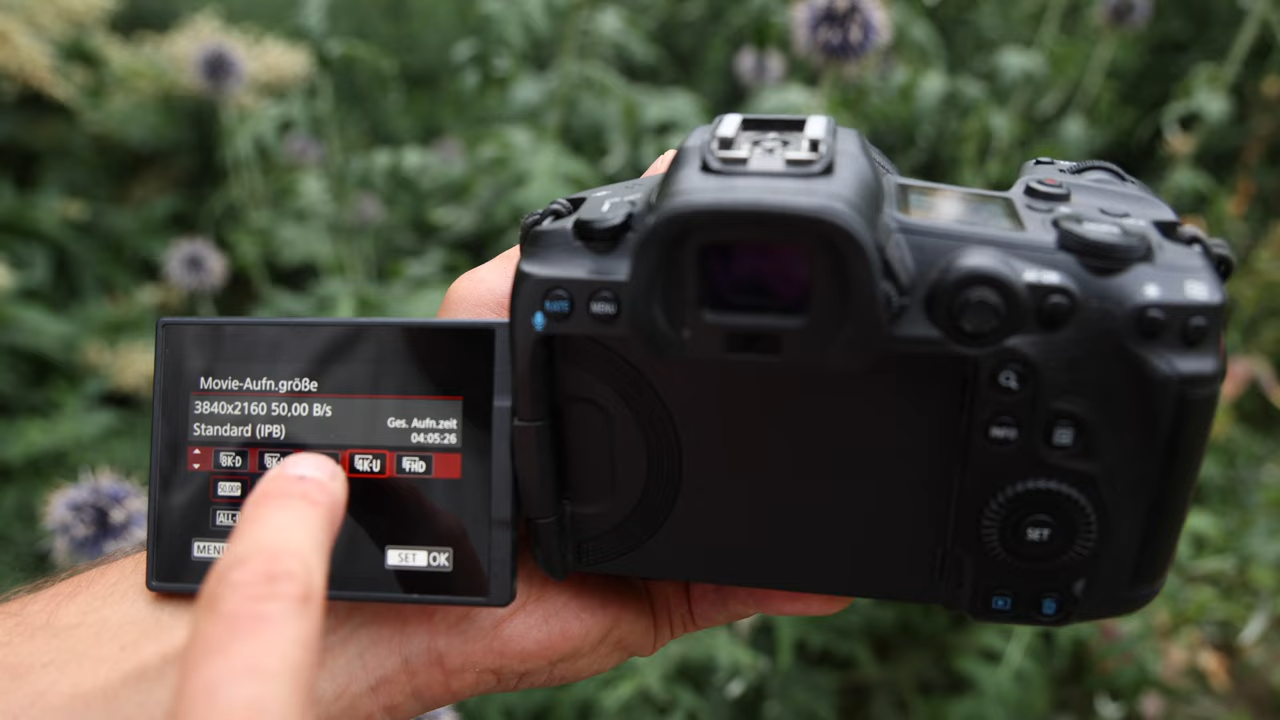 Movie-Aufn.größe
3840x2160 50,00 B/s
Standard (IPB)
Ges. Aufn.zeit
04:05:26
8K-D
4K-U
FHD
50.00P
MENU
SET OK
RATE
MENU
INFO
SET